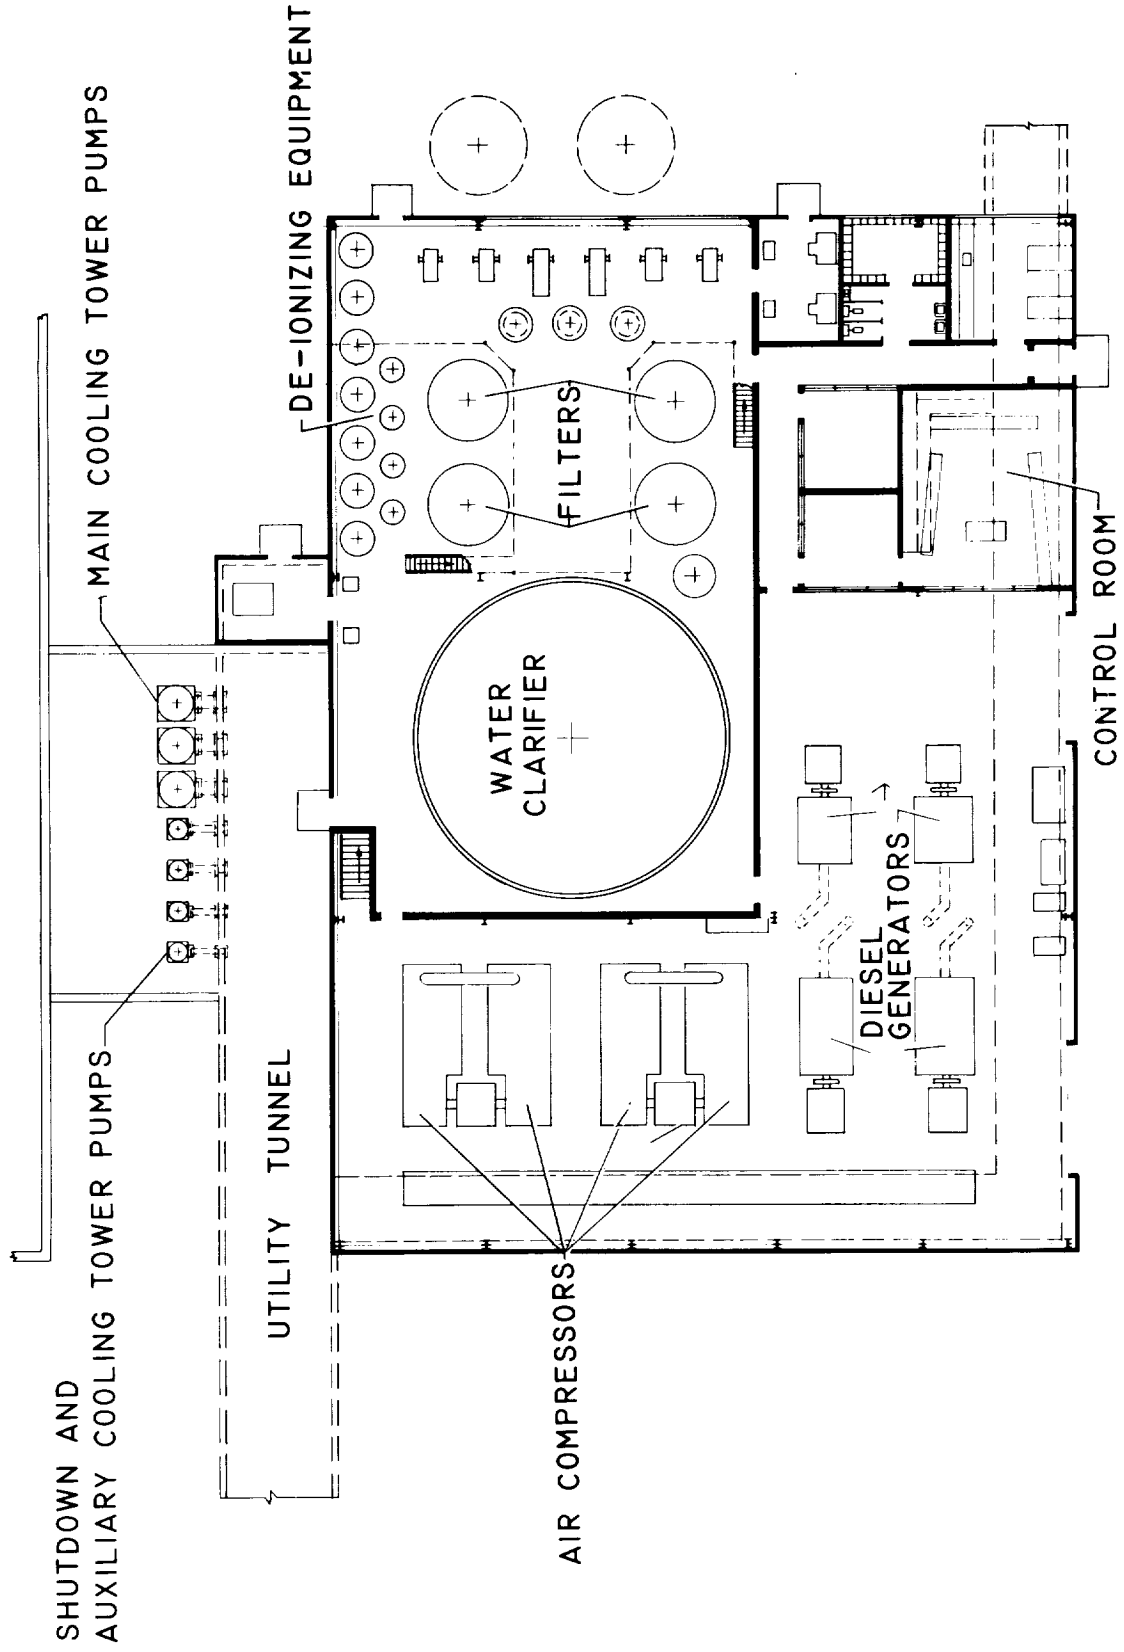 SHUTDOWN AND
AUXILIARY COOLING TOWER PUMPS
MAIN COOLING TOWER PUMPS
UTILITY TUNNEL
DE-IONIZING EQUIPMENT
WATER
CLARIFIER
FILTERS
AIR COMPRESSORS
DIESEL
GENERATORS
CONTROL ROOM